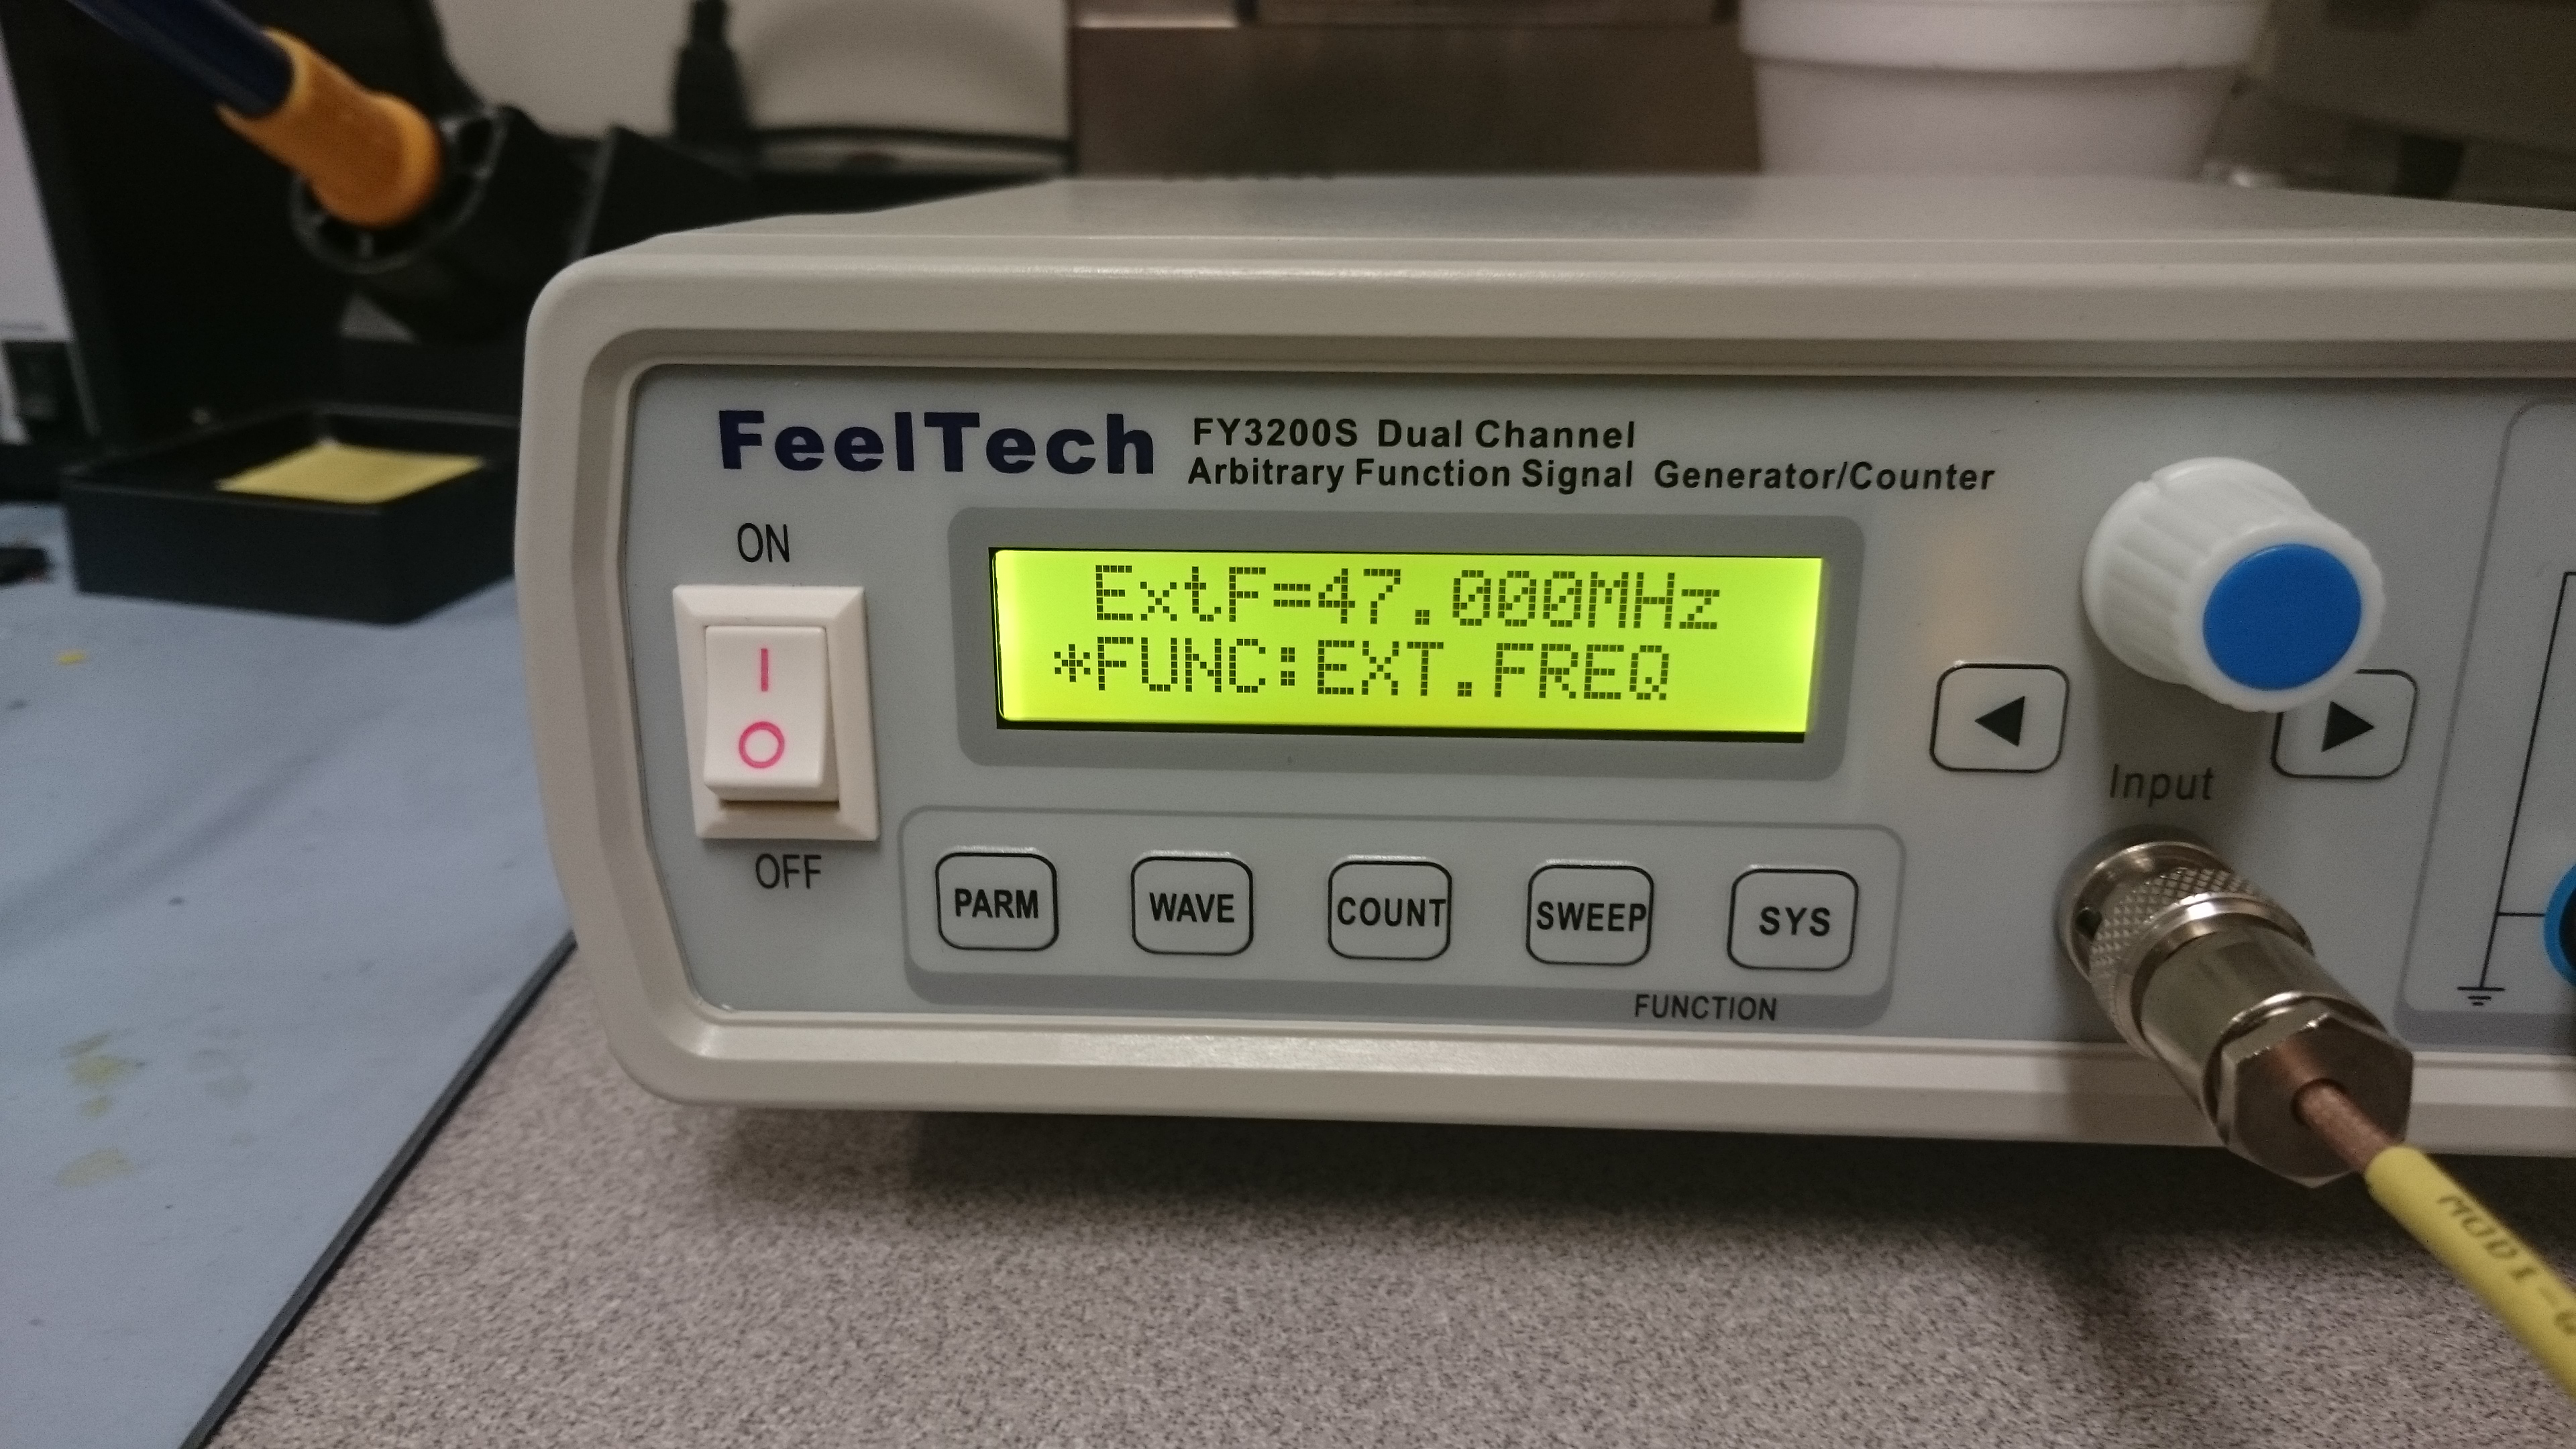 FeelTech
FY3200S Dual Channel
Arbitrary Function Signal Generator/Counter
ON
ExtF=47.000MHz
*FUNC:EXT.FREQ
OFF
Input
PARM
WAVE
COUNT
SWEEP
SYS
FUNCTION